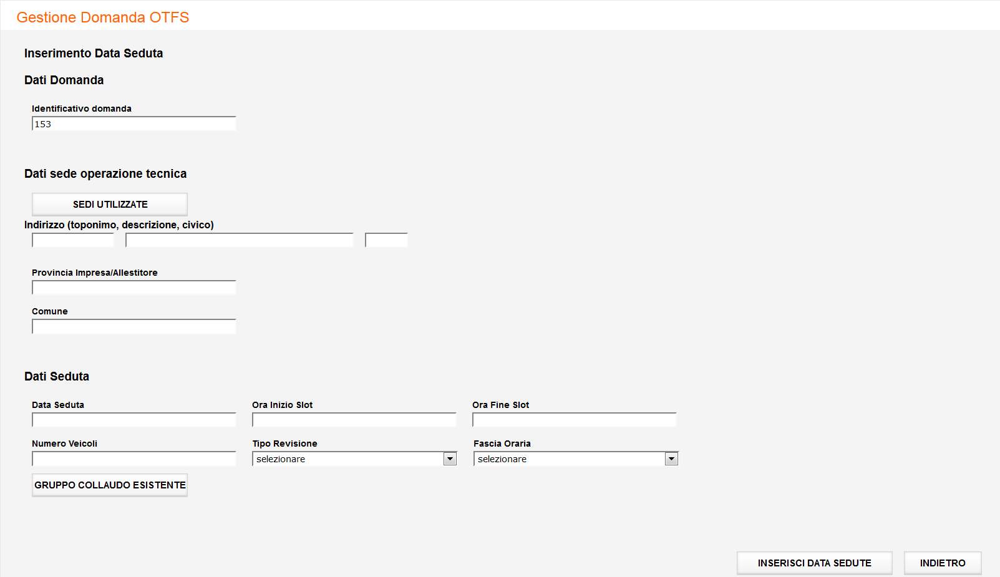 Gestione Domanda OTFS
Inserimento Data Seduta
Dati Domanda
Identificativo domanda
153
Dati sede operazione tecnica
SEDI UTILIZZATE
Indirizzo (toponimo, descrizione, civico)
Provincia Impresa/Allestitore
Comune
Dati Seduta
Data Seduta Ora Inizio Slot Ora Fine Slot
Numero Veicoli Tipo Revisione Fascia Oraria
selezionare selezionare
GRUPPO COLLAUDO ESISTENTE
INSERISCI DATA SEDUTE INDIETRO